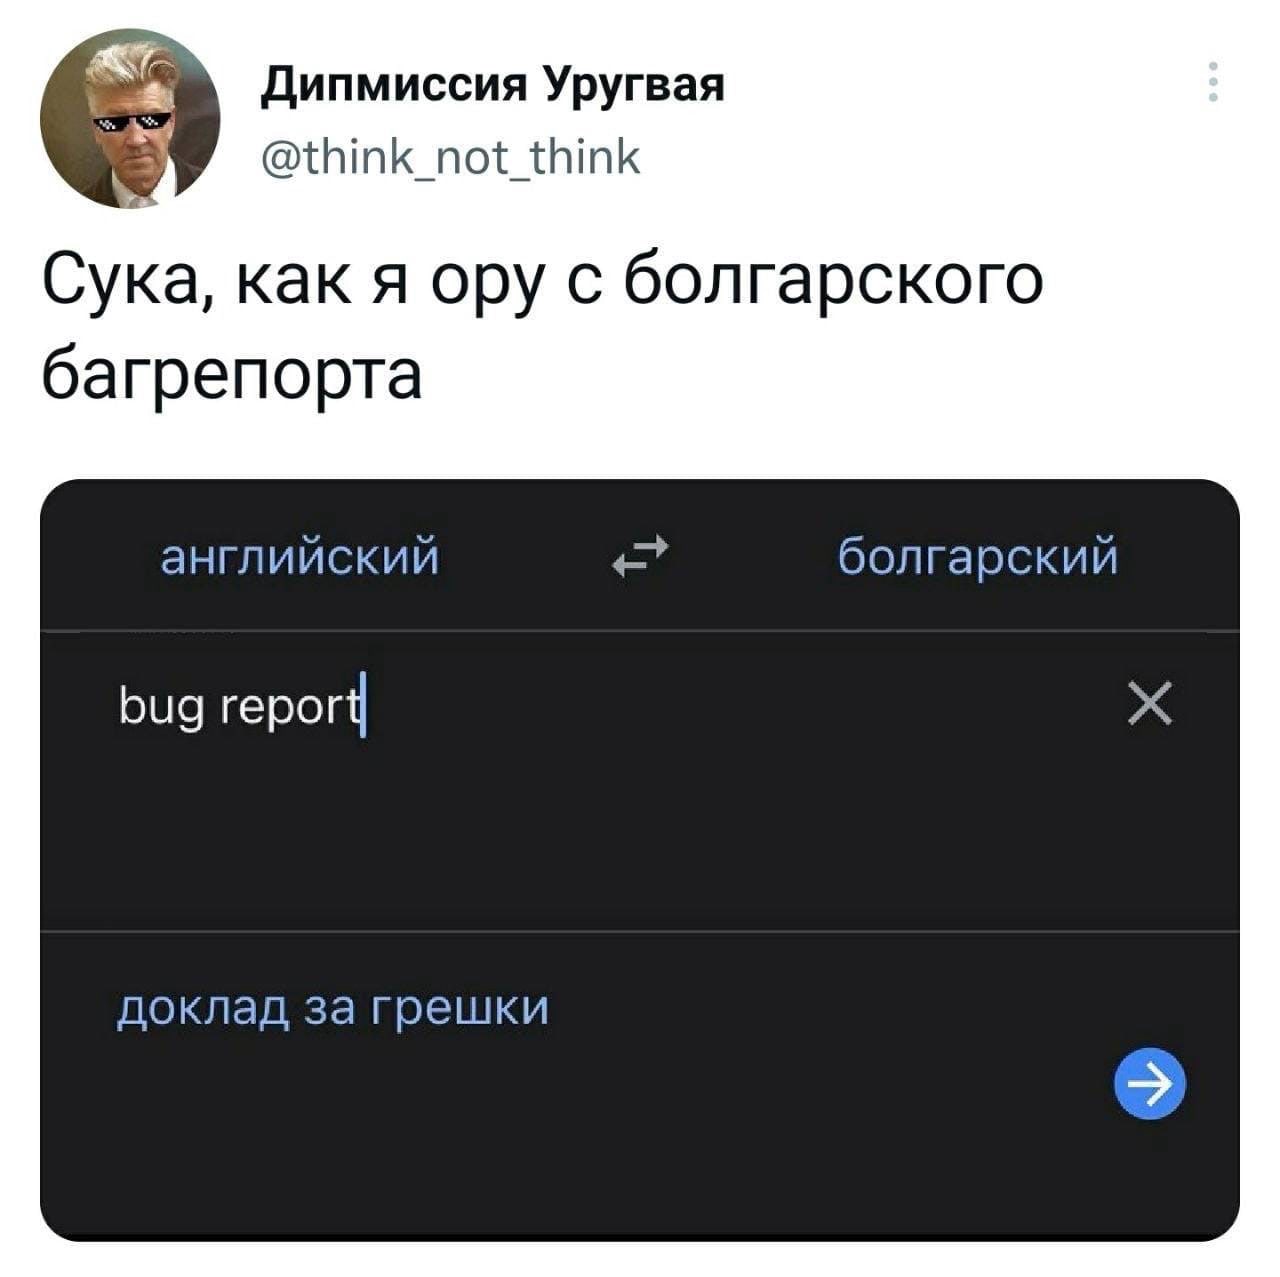 Дипмиссия Уругвая
@think_not_think
Сука, как я ору с болгарского
багрепорта
английский болгарский
bug report
доклад за грешки